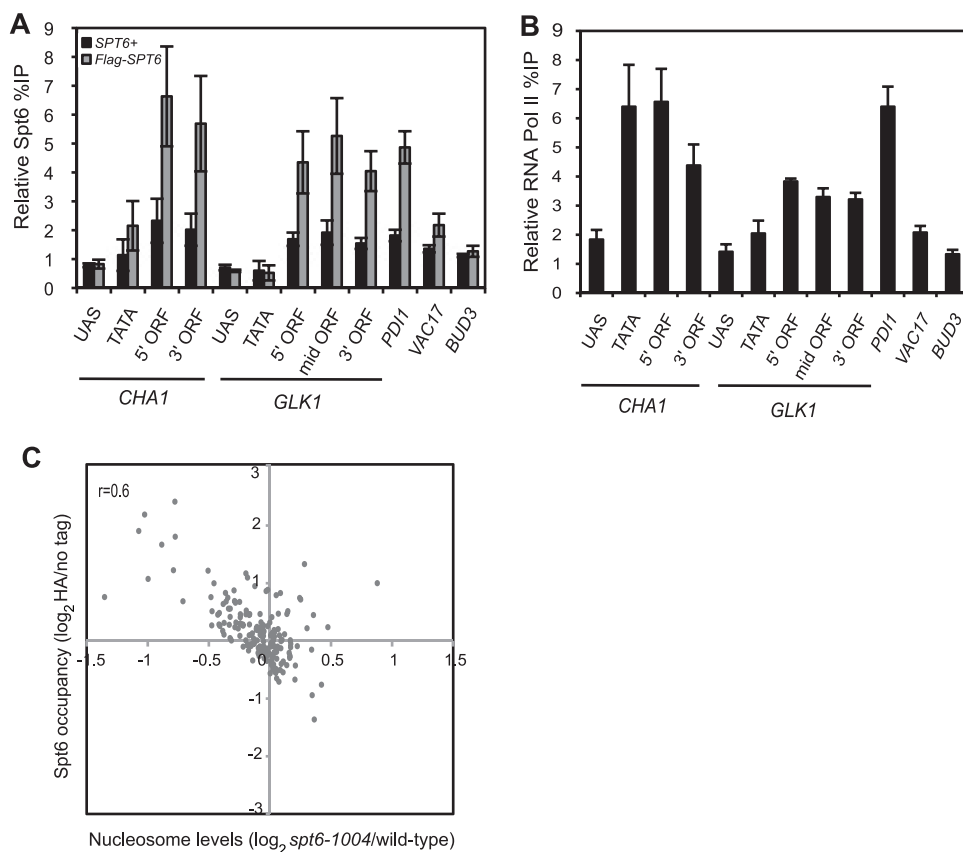 A
9
8
7
6
5
4
3
2
1
0
Relative Spt6 %IP
SPT6+
Flag-SPT6
UAS
TATA
5' ORF
3' ORF
UAS
TATA
5' ORF
mid ORF
3' ORF
PDI1
VAC17
BUD3
CHA1
GLK1
B
9
8
7
6
5
4
3
2
1
0
Relative RNA Pol II %IP
UAS
TATA
5' ORF
3' ORF
UAS
TATA
5' ORF
mid ORF
3' ORF
PDI1
VAC17
BUD3
CHA1
GLK1
C
r=0.6
3
2
1
-1.5
-1
-0.5
0
0.5
1
1.5
-1
-2
-3
Spt6 occupancy (log2 HA/no tag)
Nucleosome levels (log2 spt6-1004/wild-type)